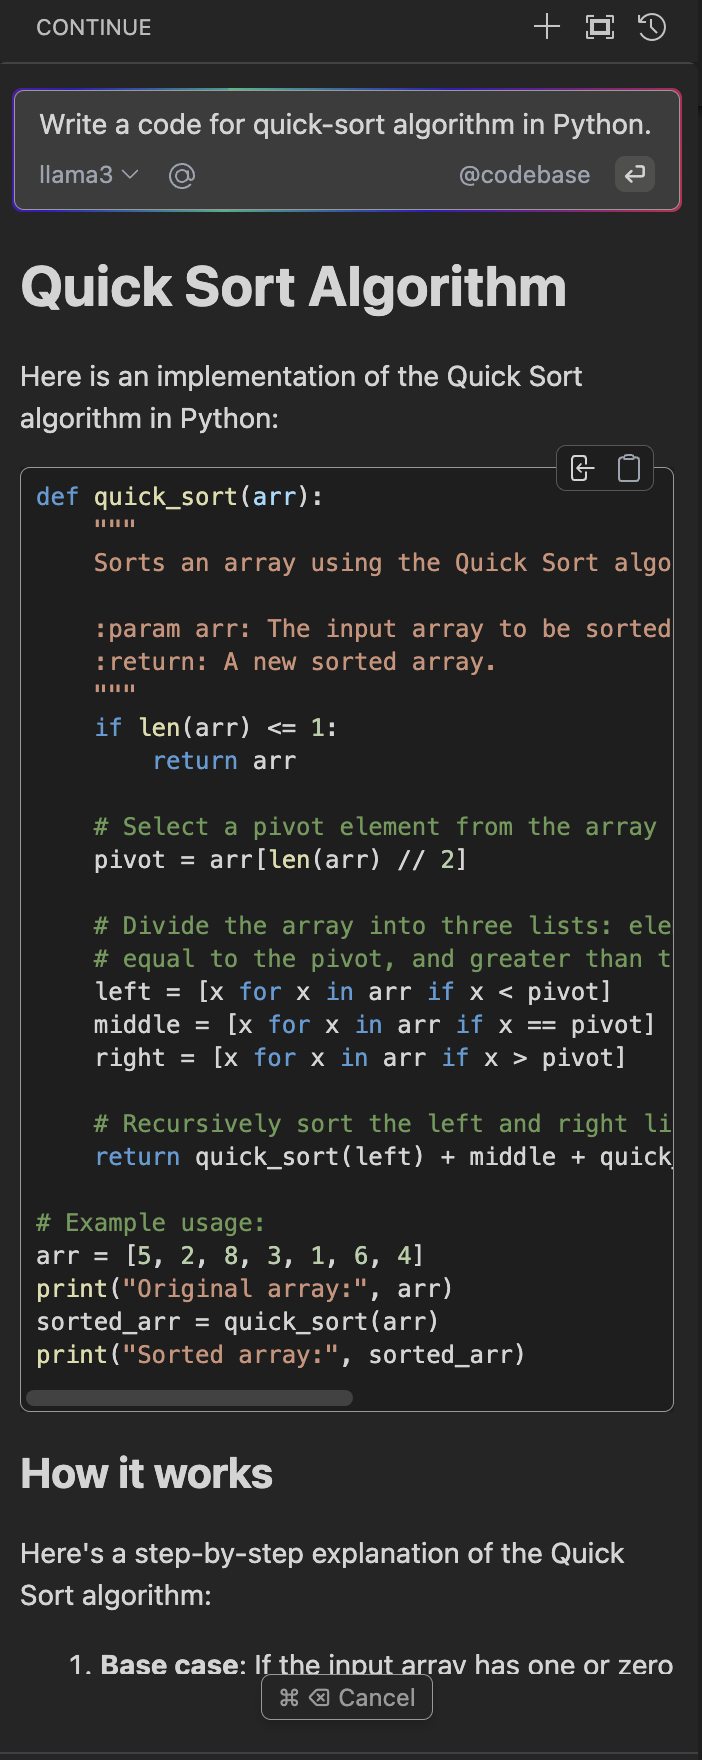 CONTINUE
Write a code for quick-sort algorithm in Python.
llama3 @ @codebase
Quick Sort Algorithm
Here is an implementation of the Quick Sort
algorithm in Python:
def quick_sort(arr):
    """
    Sorts an array using the Quick Sort algo
    :param arr: The input array to be sorted
    :return: A new sorted array.
    """
    if len(arr) <= 1:
        return arr
    # Select a pivot element from the array
    pivot = arr[len(arr) // 2]
    # Divide the array into three lists: ele
    # equal to the pivot, and greater than t
    left = [x for x in arr if x < pivot]
    middle = [x for x in arr if x == pivot]
    right = [x for x in arr if x > pivot]
    # Recursively sort the left and right li
    return quick_sort(left) + middle + quick_
# Example usage:
arr = [5, 2, 8, 3, 1, 6, 4]
print("Original array:", arr)
sorted_arr = quick_sort(arr)
print("Sorted array:", sorted_arr)
How it works
Here's a step-by-step explanation of the Quick
Sort algorithm:
1. Base case: If the input array has one or zero
⌘ ⌫ Cancel